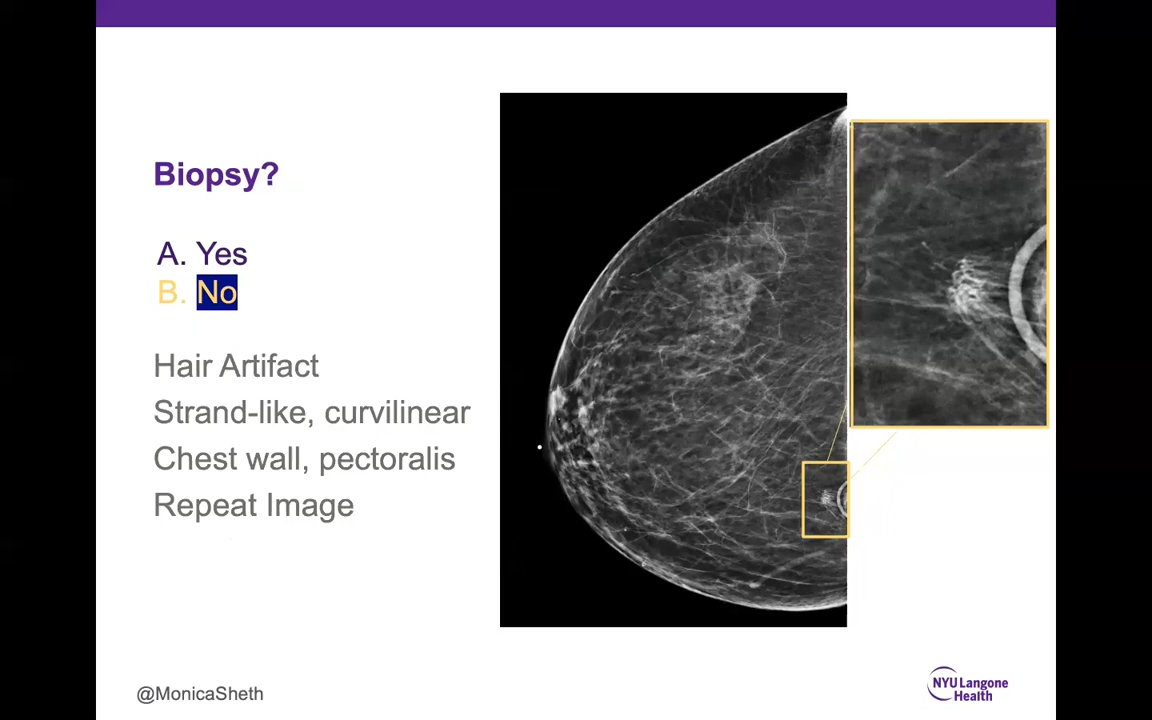 Biopsy?
A. Yes
B. No
Hair Artifact
Strand-like, curvilinear
Chest wall, pectoralis
Repeat Image
@MonicaSheth
NYU Langone
Health